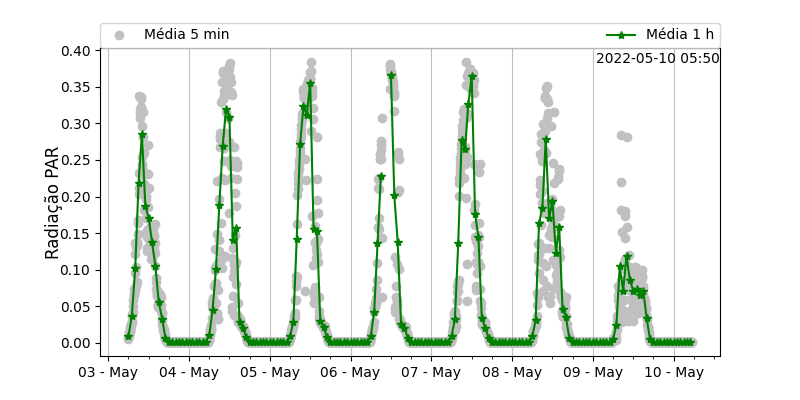 Média 5 min
Média 1 h
2022-05-10 05:50
Radiação PAR
0.40
0.35
0.30
0.25
0.20
0.15
0.10
0.05
0.00
03 - May
04 - May
05 - May
06 - May
07 - May
08 - May
09 - May
10 - May